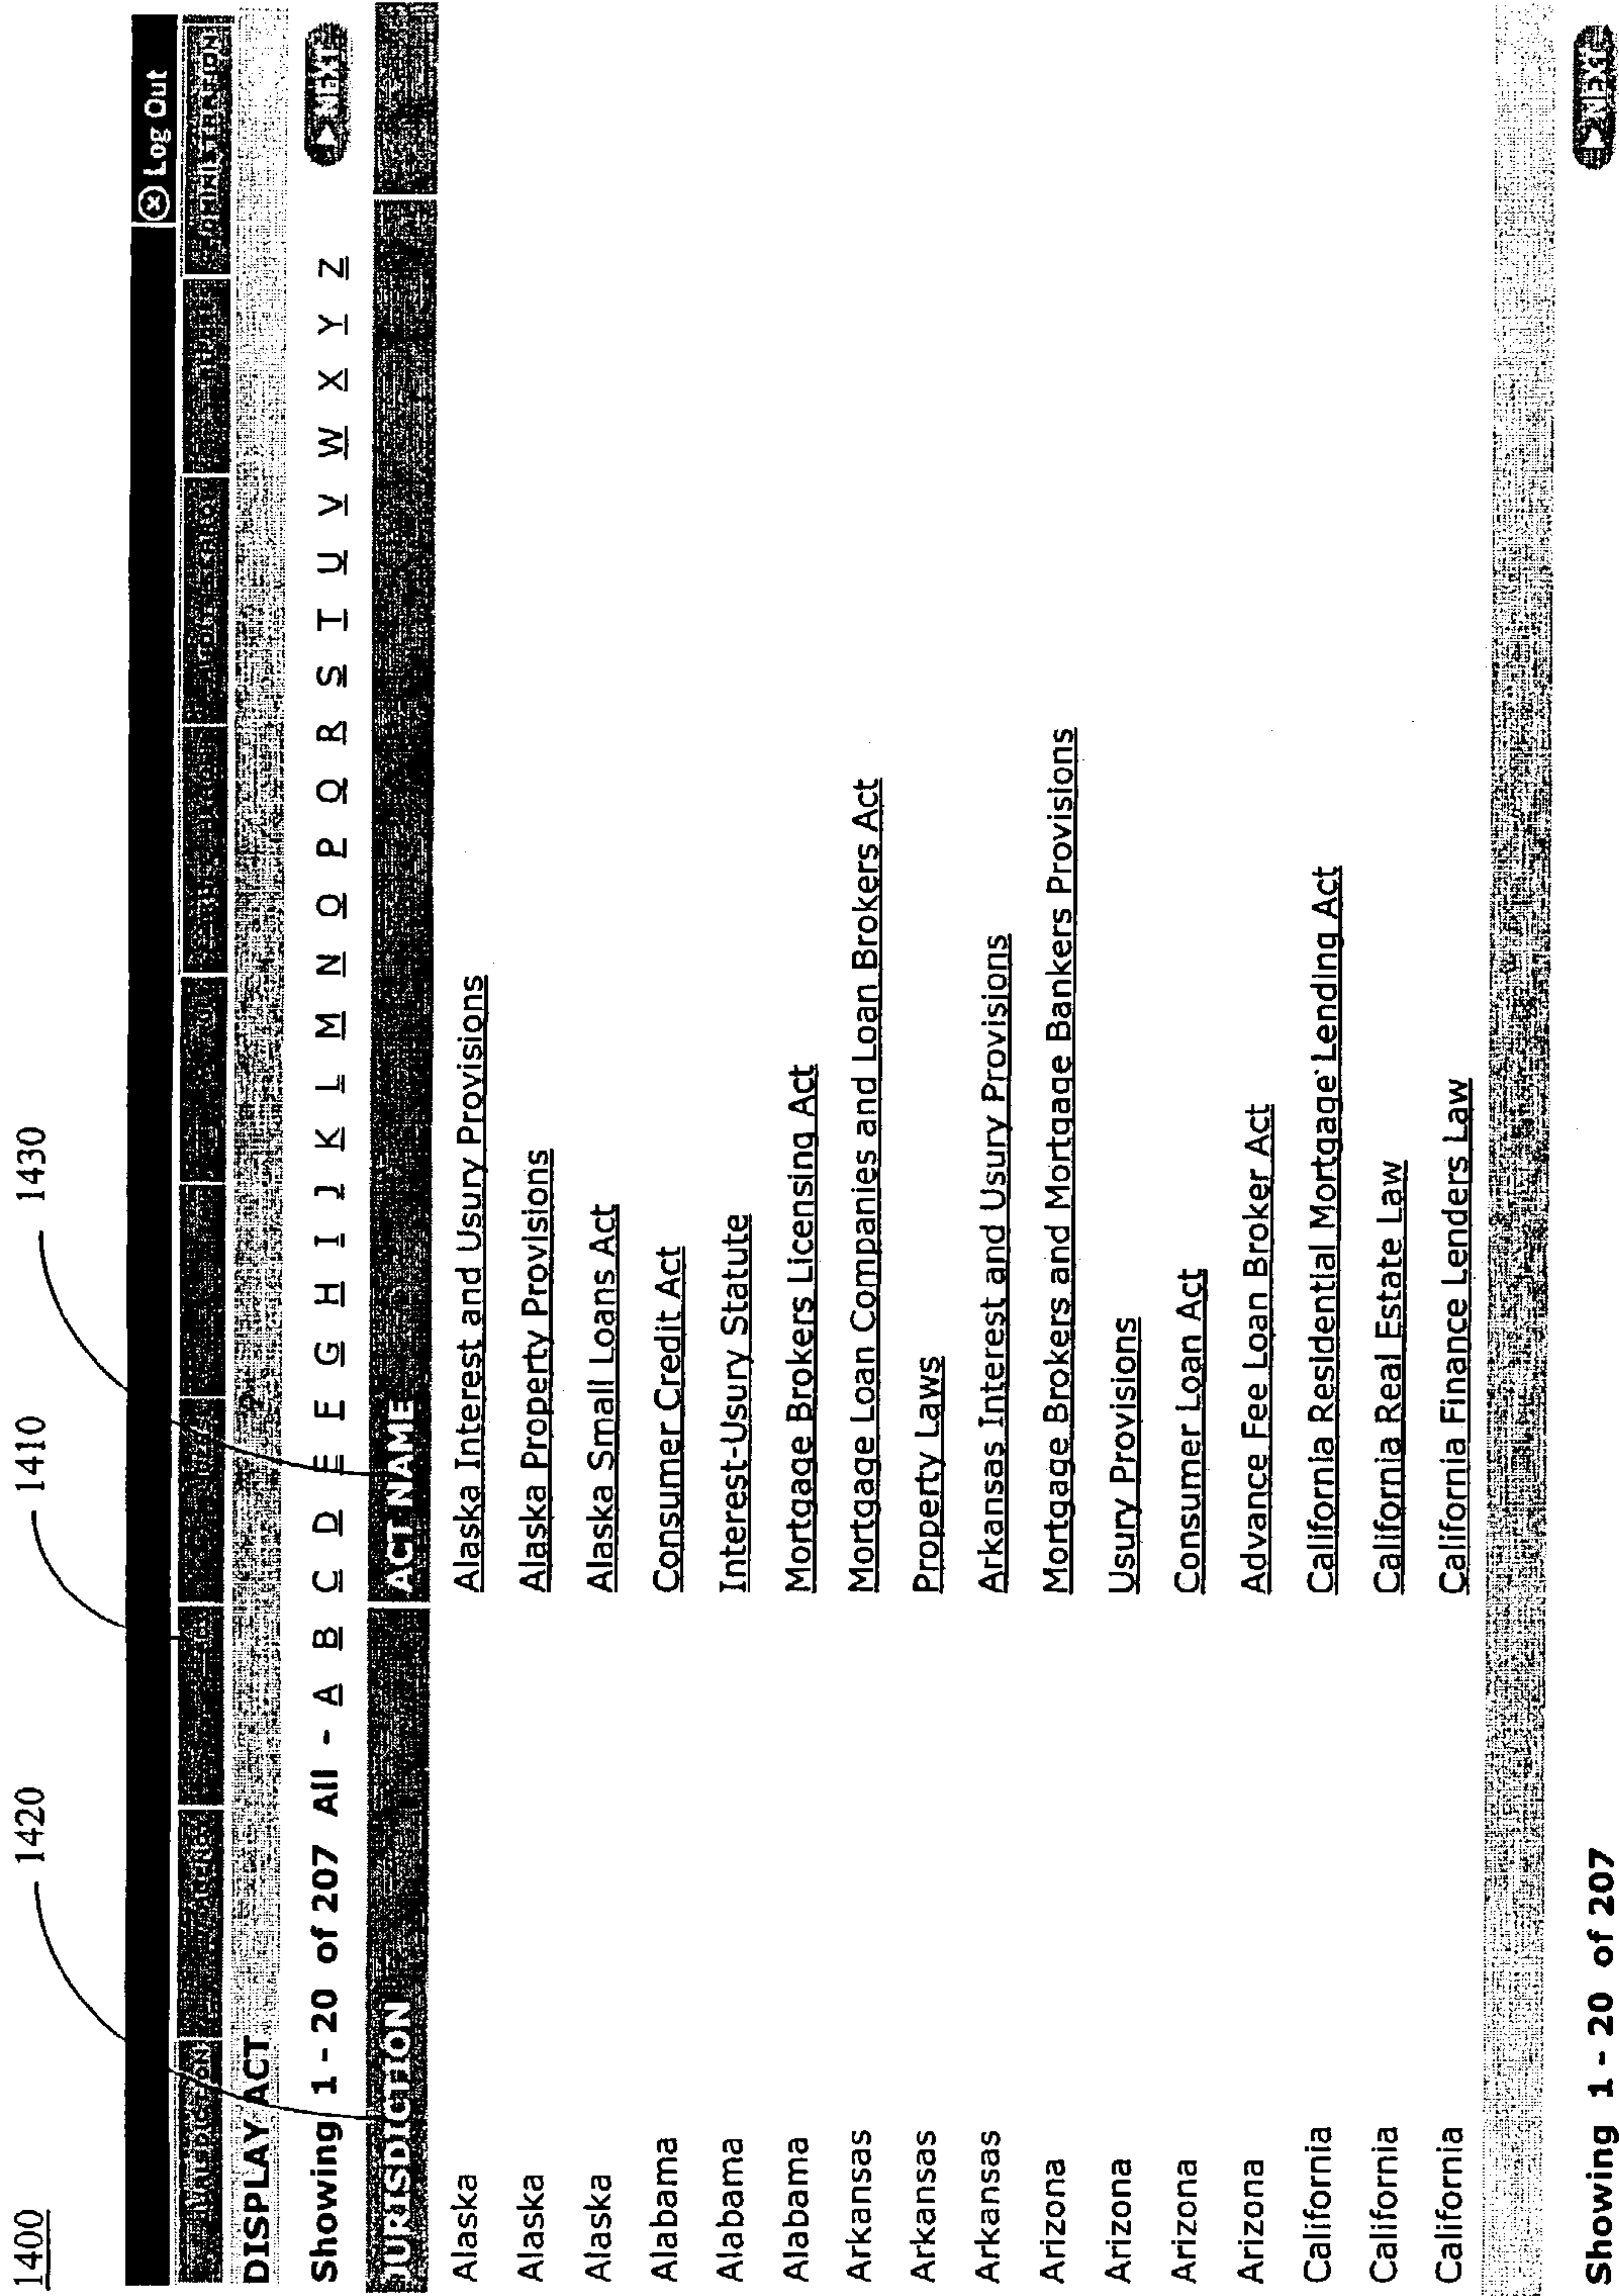 1400
1420
1410
1430
Log Out
JURISDICTION ADMINISTRATION
DISPLAY ACT
Showing 1 - 20 of 207 All - A B C D E F G H I J K L M N O P Q R S T U V W X Y Z NEXT
JURISDICTION ACT NAME
Alaska Alaska Interest and Usury Provisions
Alaska Alaska Property Provisions
Alaska Alaska Small Loans Act
Alabama Consumer Credit Act
Alabama Interest-Usury Statute
Alabama Mortgage Brokers Licensing Act
Arkansas Mortgage Loan Companies and Loan Brokers Act
Arkansas Property Laws
Arkansas Arkansas Interest and Usury Provisions
Arizona Mortgage Brokers and Mortgage Bankers Provisions
Arizona Usury Provisions
Arizona Consumer Loan Act
Arizona Advance Fee Loan Broker Act
California California Residential Mortgage Lending Act
California California Real Estate Law
California California Finance Lenders Law
Showing 1 - 20 of 207 NEXT